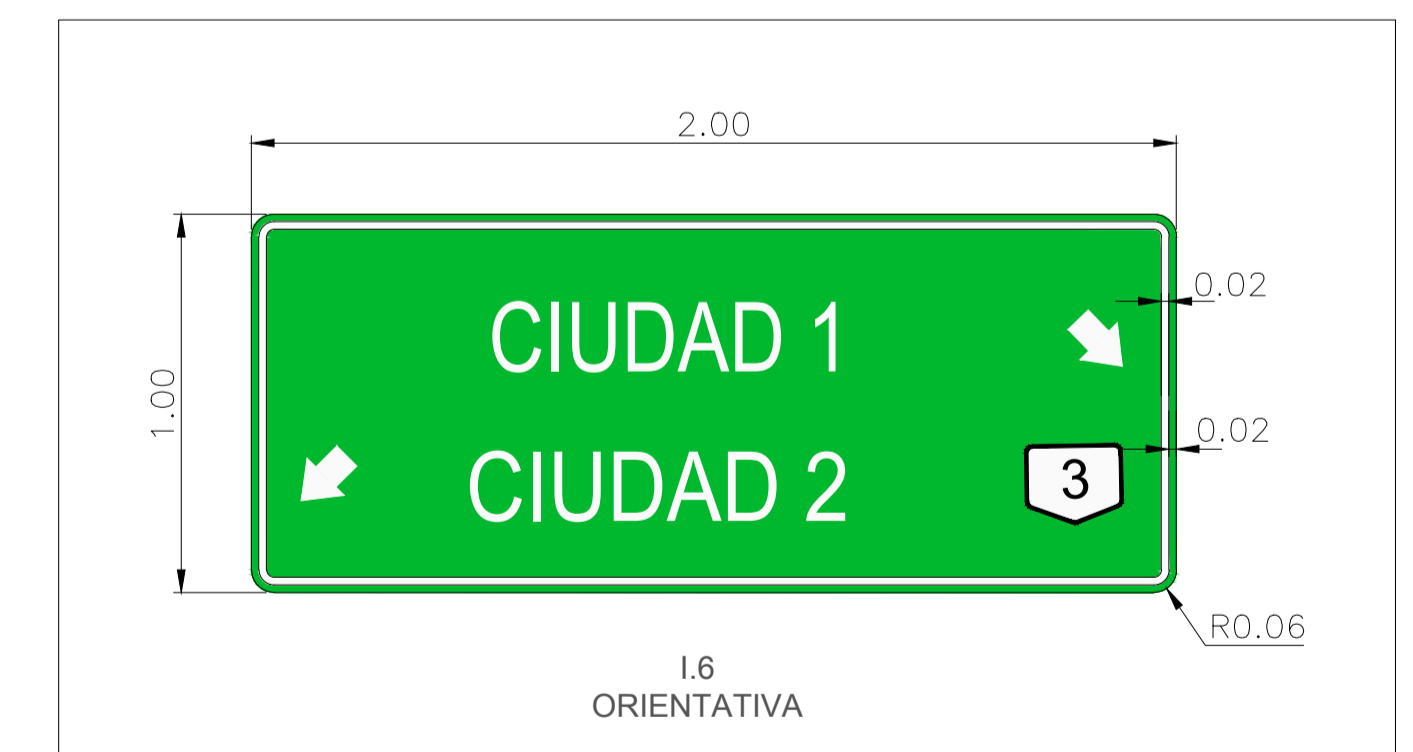 2.00
0.02
CIUDAD 1
1.00
0.02
CIUDAD 2
3
R0.06
I.6
ORIENTATIVA